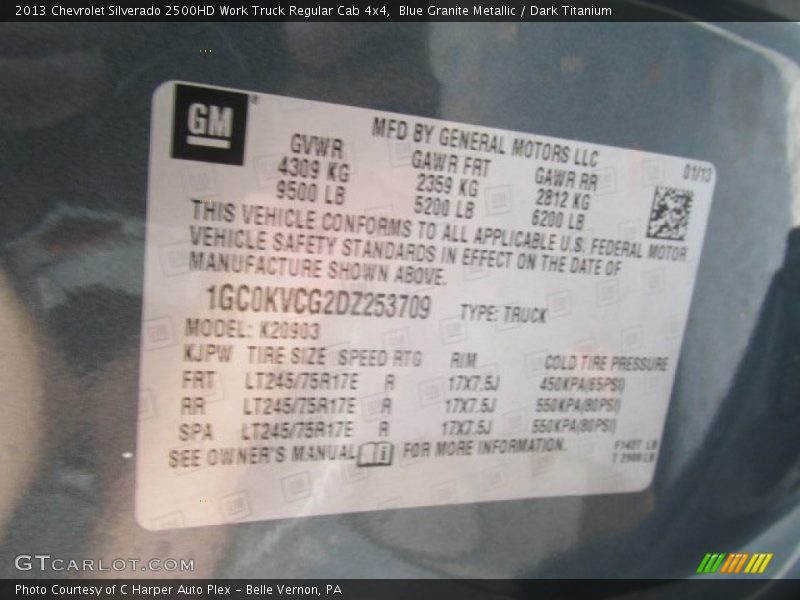 2013 Chevrolet Silverado 2500HD Work Truck Regular Cab 4x4, Blue Granite Metallic / Dark Titanium
GM
MFD BY GENERAL MOTORS LLC
01/13
GVWR GAWR FRT GAWR RR
4309 KG 2359 KG 2812 KG
9500 LB 5200 LB 6200 LB
THIS VEHICLE CONFORMS TO ALL APPLICABLE U.S. FEDERAL MOTOR
VEHICLE SAFETY STANDARDS IN EFFECT ON THE DATE OF
MANUFACTURE SHOWN ABOVE.
1GC0KVCG2DZ253709 TYPE: TRUCK
MODEL: K20903
KJPW TIRE SIZE SPEED RTG RIM COLD TIRE PRESSURE
FRT LT245/75R17E R 17X7.5J 450KPA(65PSI)
RR LT245/75R17E R 17X7.5J 550KPA(80PSI)
SPA LT245/75R17E R 17X7.5J 550KPA(80PSI)
SEE OWNER'S MANUAL FOR MORE INFORMATION.
GTCARLOT.COM
Photo Courtesy of C Harper Auto Plex – Belle Vernon, PA